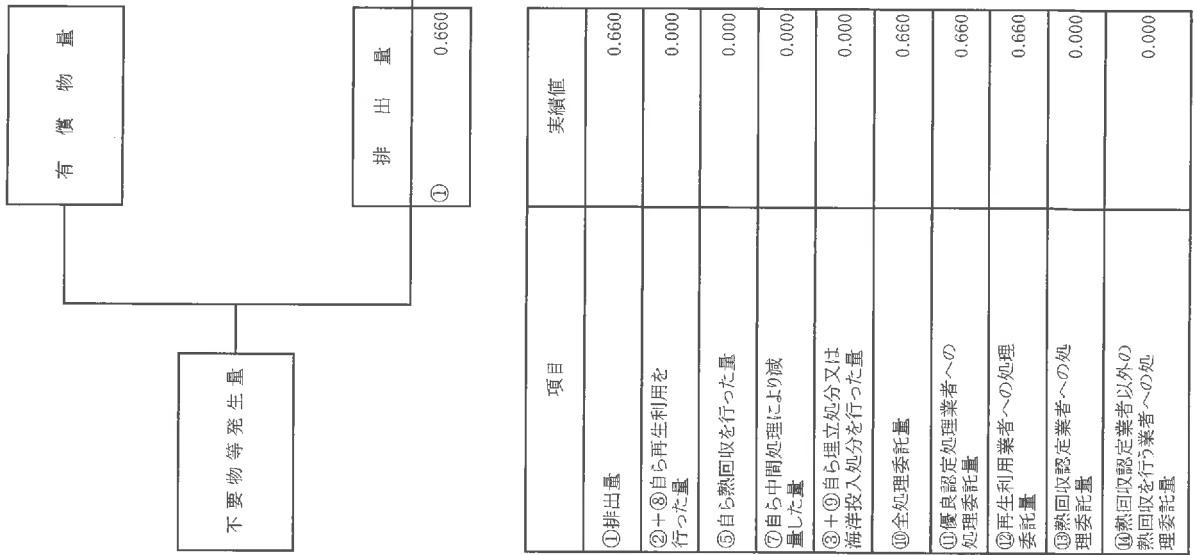 有償物量
不要物等発生量
排出量
① 0.660
項目 実績値
①排出量 0.660
②+⑧自ら再生利用を
行った量 0.000
⑤自ら熱回収を行った量 0.000
⑦自ら中間処理により減
量した量 0.000
③+⑨自ら埋立処分又は
海洋投入処分を行った量 0.000
⑩全処理委託量 0.660
⑪優良認定処理業者への
処理委託量 0.660
⑫再生利用業者への処理
委託量 0.660
⑬熱回収認定業者への処
理委託量 0.000
⑭熱回収認定業者以外の
熱回収を行う業者への処
理委託量 0.000